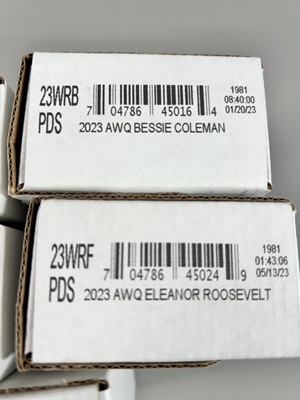 23WRB
PDS
7 04786 45016 4
1981
08:40:00
01/20/23
2023 AWQ BESSIE COLEMAN
23WRF
PDS
7 04786 45024 9
1981
01:43:06
05/13/23
2023 AWQ ELEANOR ROOSEVELT